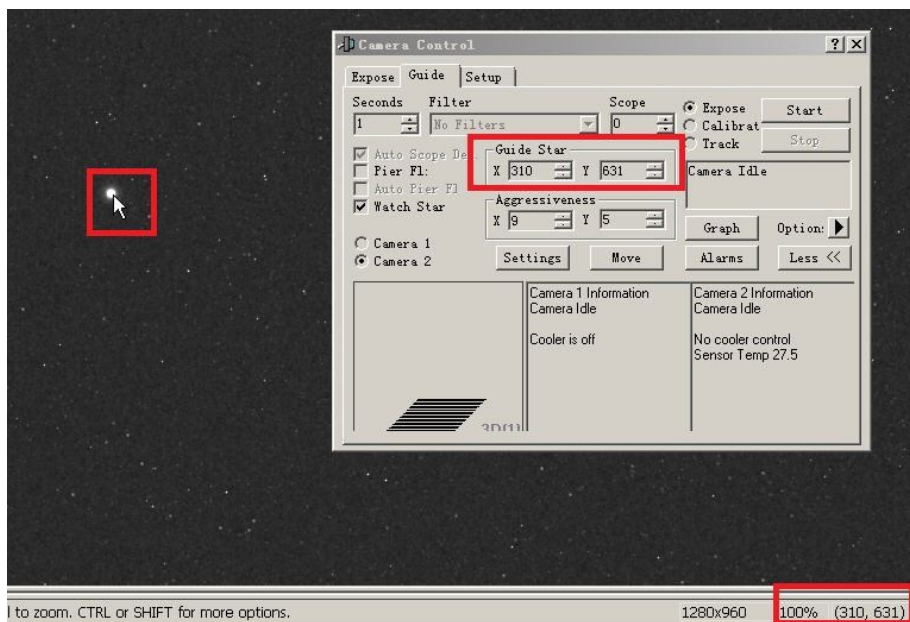 Camera Control
Expose Guide Setup
Seconds Filter Scope
1 No Filters 0
Expose
Calibrat
Track
Start
Stop
Auto Scope De
Pier Fl:
Auto Pier Fl
Watch Star
Guide Star
X 310 Y 631
Camera Idle
Aggressiveness
X 9 Y 5
Graph Option:
Camera 1
Camera 2
Settings Move Alarms Less <<
Camera 1 Information
Camera Idle
Cooler is off
Camera 2 Information
Camera Idle
No cooler control
Sensor Temp 27.5
l to zoom. CTRL or SHIFT for more options. 1280x960 100% (310, 631)